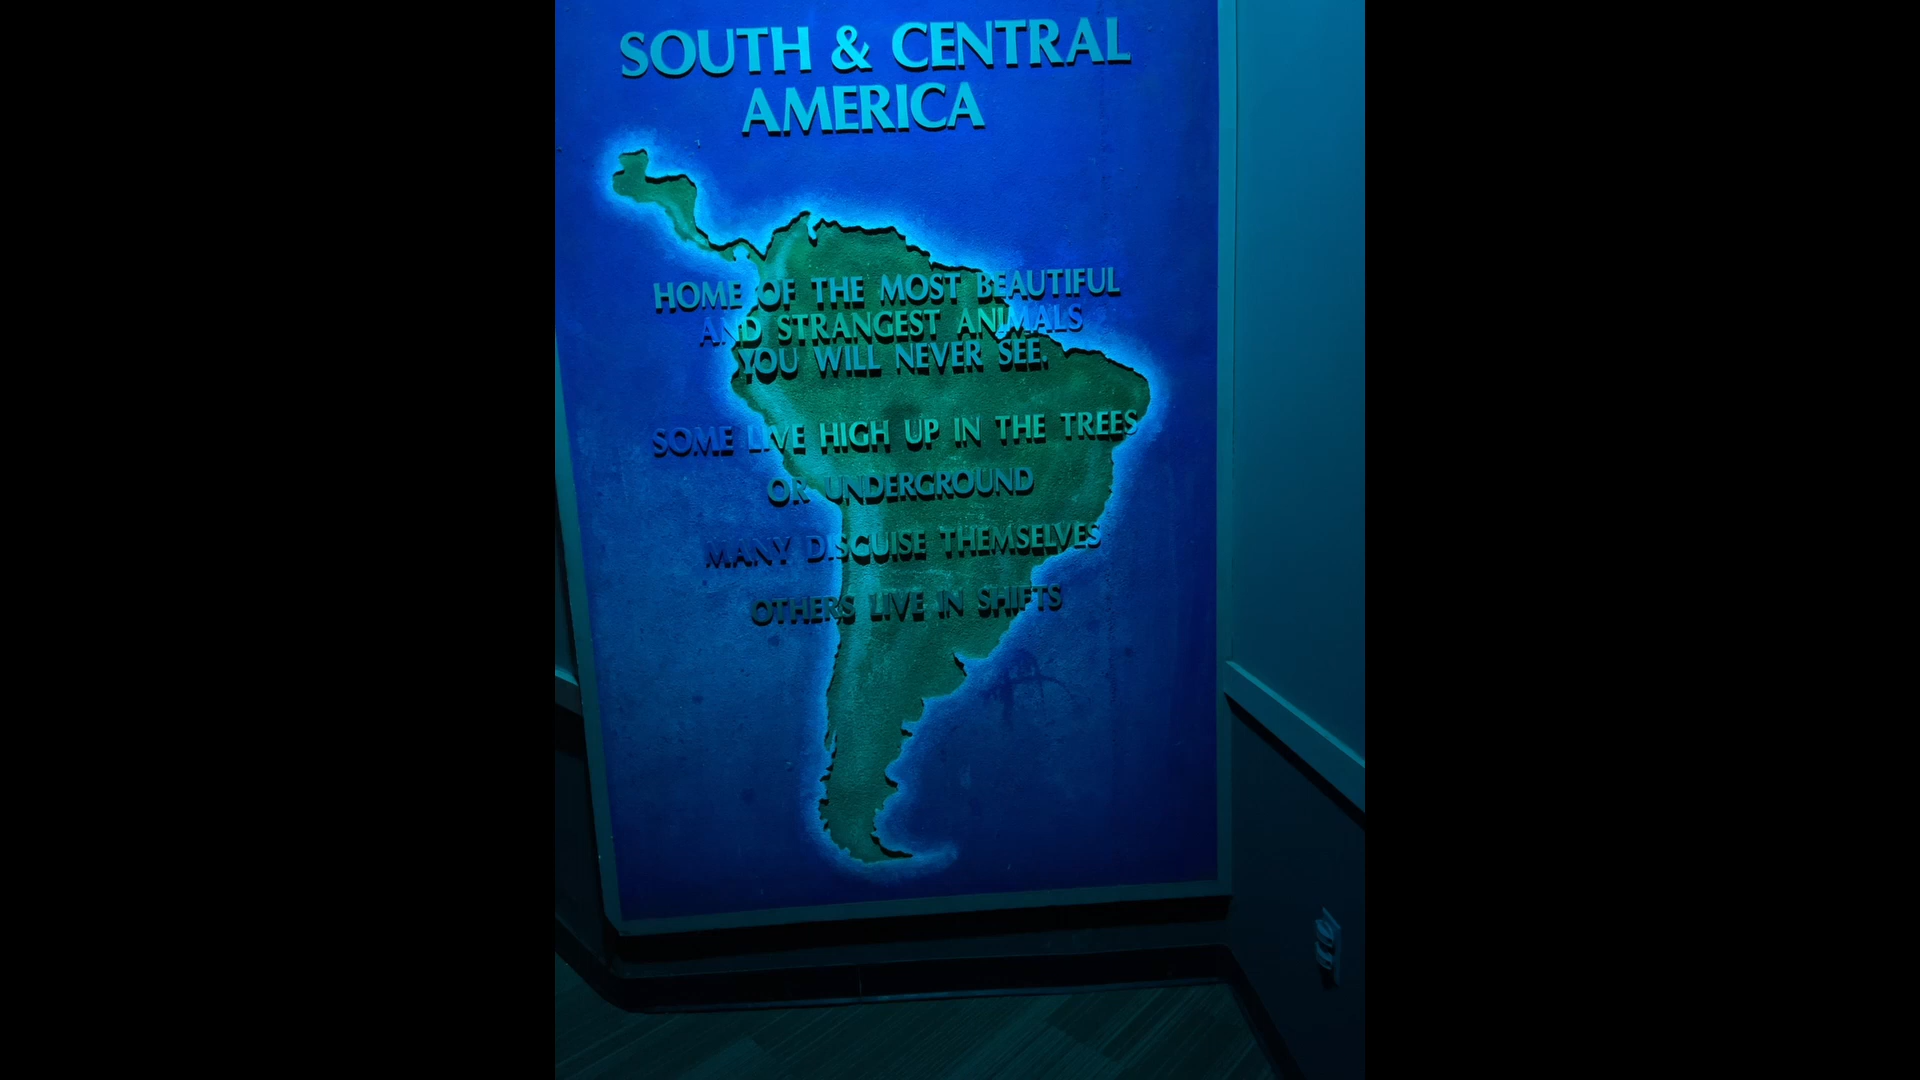 SOUTH & CENTRAL
AMERICA
HOME OF THE MOST BEAUTIFUL
AND STRANGEST ANIMALS
YOU WILL NEVER SEE.
SOME LIVE HIGH UP IN THE TREES
OR UNDERGROUND
MANY DISGUISE THEMSELVES
OTHERS LIVE IN SHIFTS